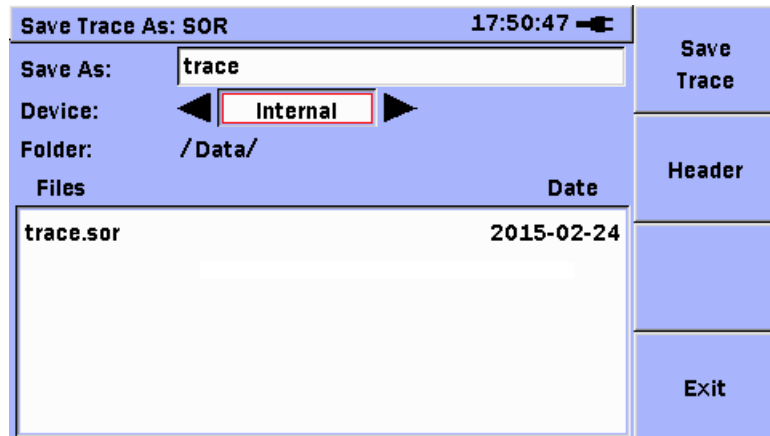 Save Trace As: SOR 17:50:47
Save As: trace
Device: Internal
Folder: /Data/
Files Date
trace.sor 2015-02-24
Save
Trace
Header
Exit